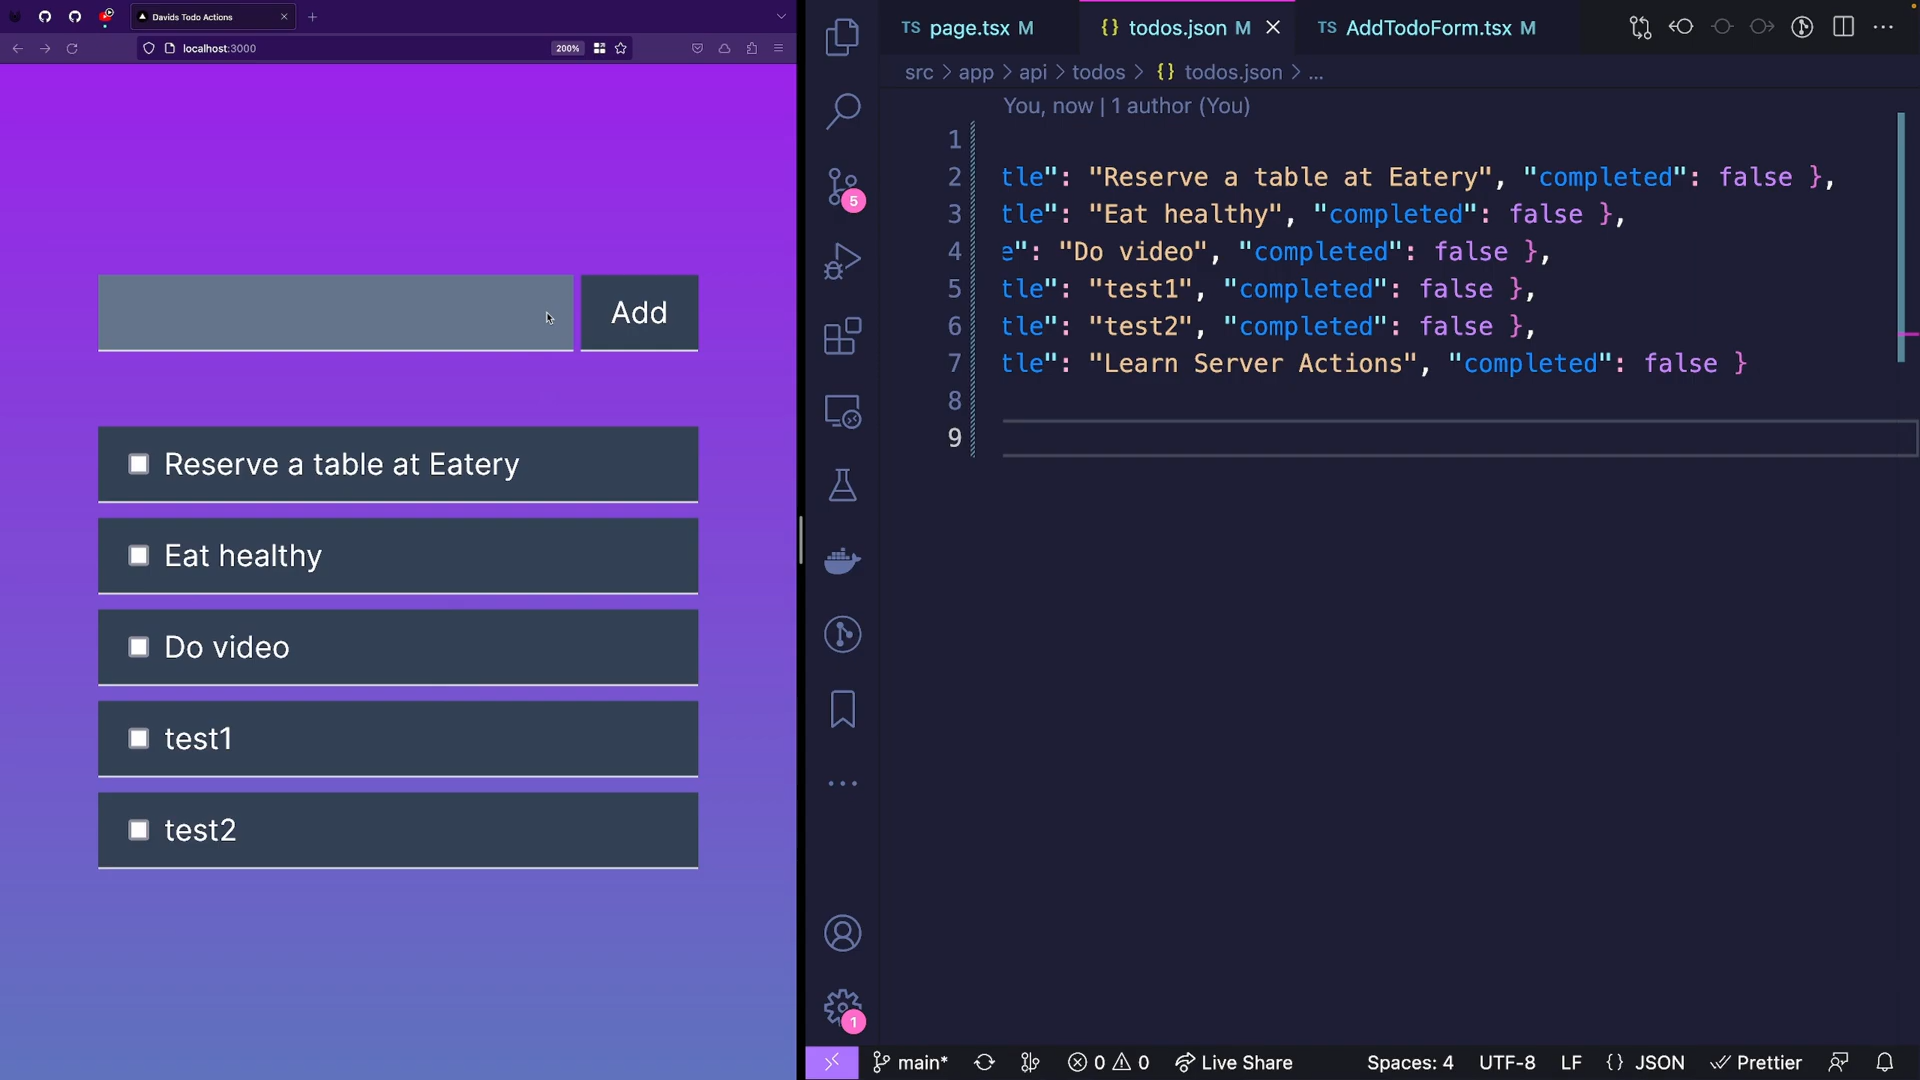 Davids Todo Actions
localhost:3000
200%
Add
Reserve a table at Eatery
Eat healthy
Do video
test1
test2
page.tsx M
todos.json M
AddTodoForm.tsx M
src > app > api > todos > {} todos.json > ...
You, now | 1 author (You)
1
2 tle": "Reserve a table at Eatery", "completed": false },
3 tle": "Eat healthy", "completed": false },
4 e": "Do video", "completed": false },
5 tle": "test1", "completed": false },
6 tle": "test2", "completed": false },
7 tle": "Learn Server Actions", "completed": false }
8
9
5
1
main* 0 0 Live Share Spaces: 4 UTF-8 LF {} JSON Prettier